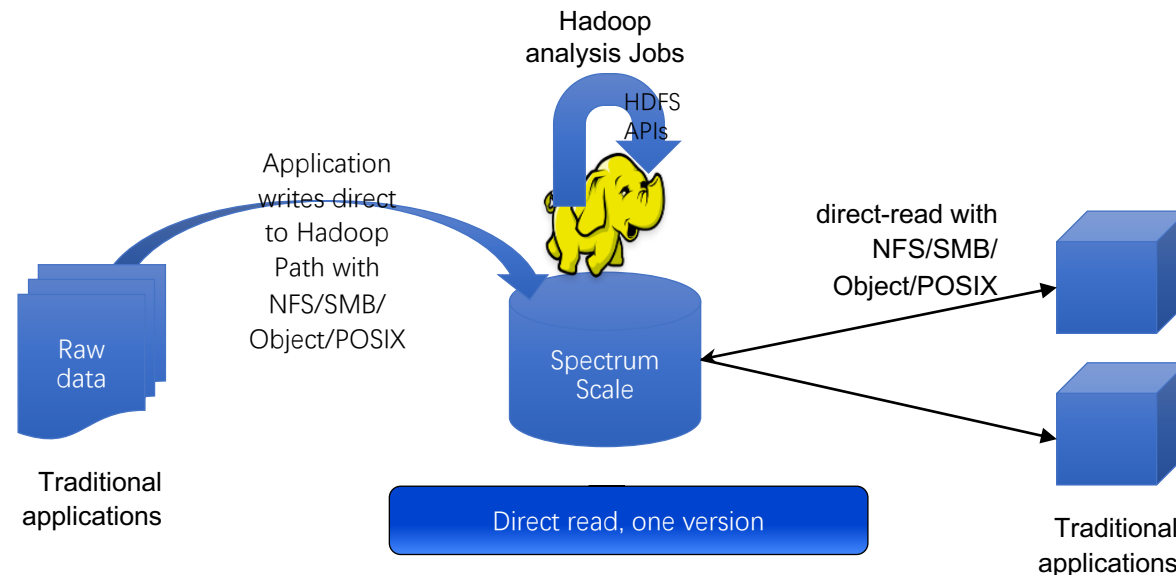 Hadoop
analysis Jobs
HDFS
APIs
Application
writes direct
to Hadoop
Path with
NFS/SMB/
Object/POSIX
direct-read with
NFS/SMB/
Object/POSIX
Raw
data
Spectrum
Scale
Traditional
applications
Direct read, one version
Traditional
applications